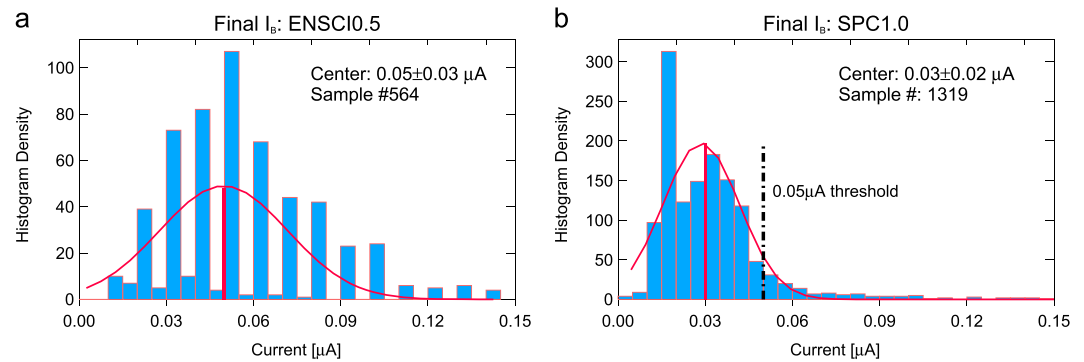 a
Final I_B: ENSCI0.5
Center: 0.05±0.03 μA
Sample #564
Histogram Density
100
80
60
40
20
0
0.00 0.03 0.06 0.09 0.12 0.15
Current [μA]
b
Final I_B: SPC1.0
Center: 0.03±0.02 μA
Sample #: 1319
0.05μA threshold
Histogram Density
300
250
200
150
100
50
0
0.00 0.03 0.06 0.09 0.12 0.15
Current [μA]